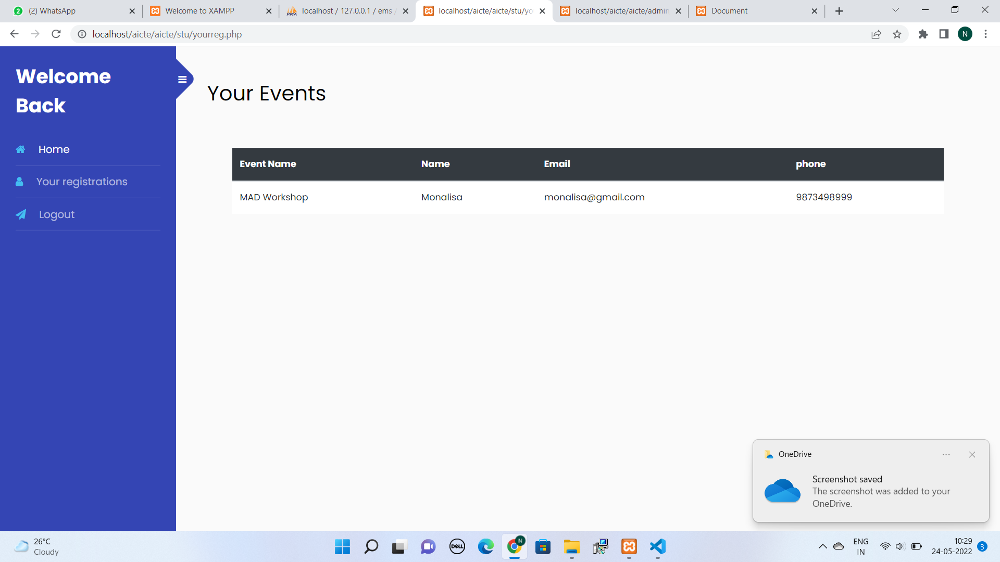 (2) WhatsApp
Welcome to XAMPP
localhost / 127.0.0.1 / ems /
localhost/aicte/aicte/stu/yo
localhost/aicte/aicte/admin
Document
localhost/aicte/aicte/stu/yourreg.php
N
Welcome
Back
Home
Your registrations
Logout
Your Events
Event Name Name Email phone
MAD Workshop Monalisa monalisa@gmail.com 9873498999
OneDrive
Screenshot saved
The screenshot was added to your
OneDrive.
26°C
Cloudy
DELL
N
ENG
IN
10:29
24-05-2022
3